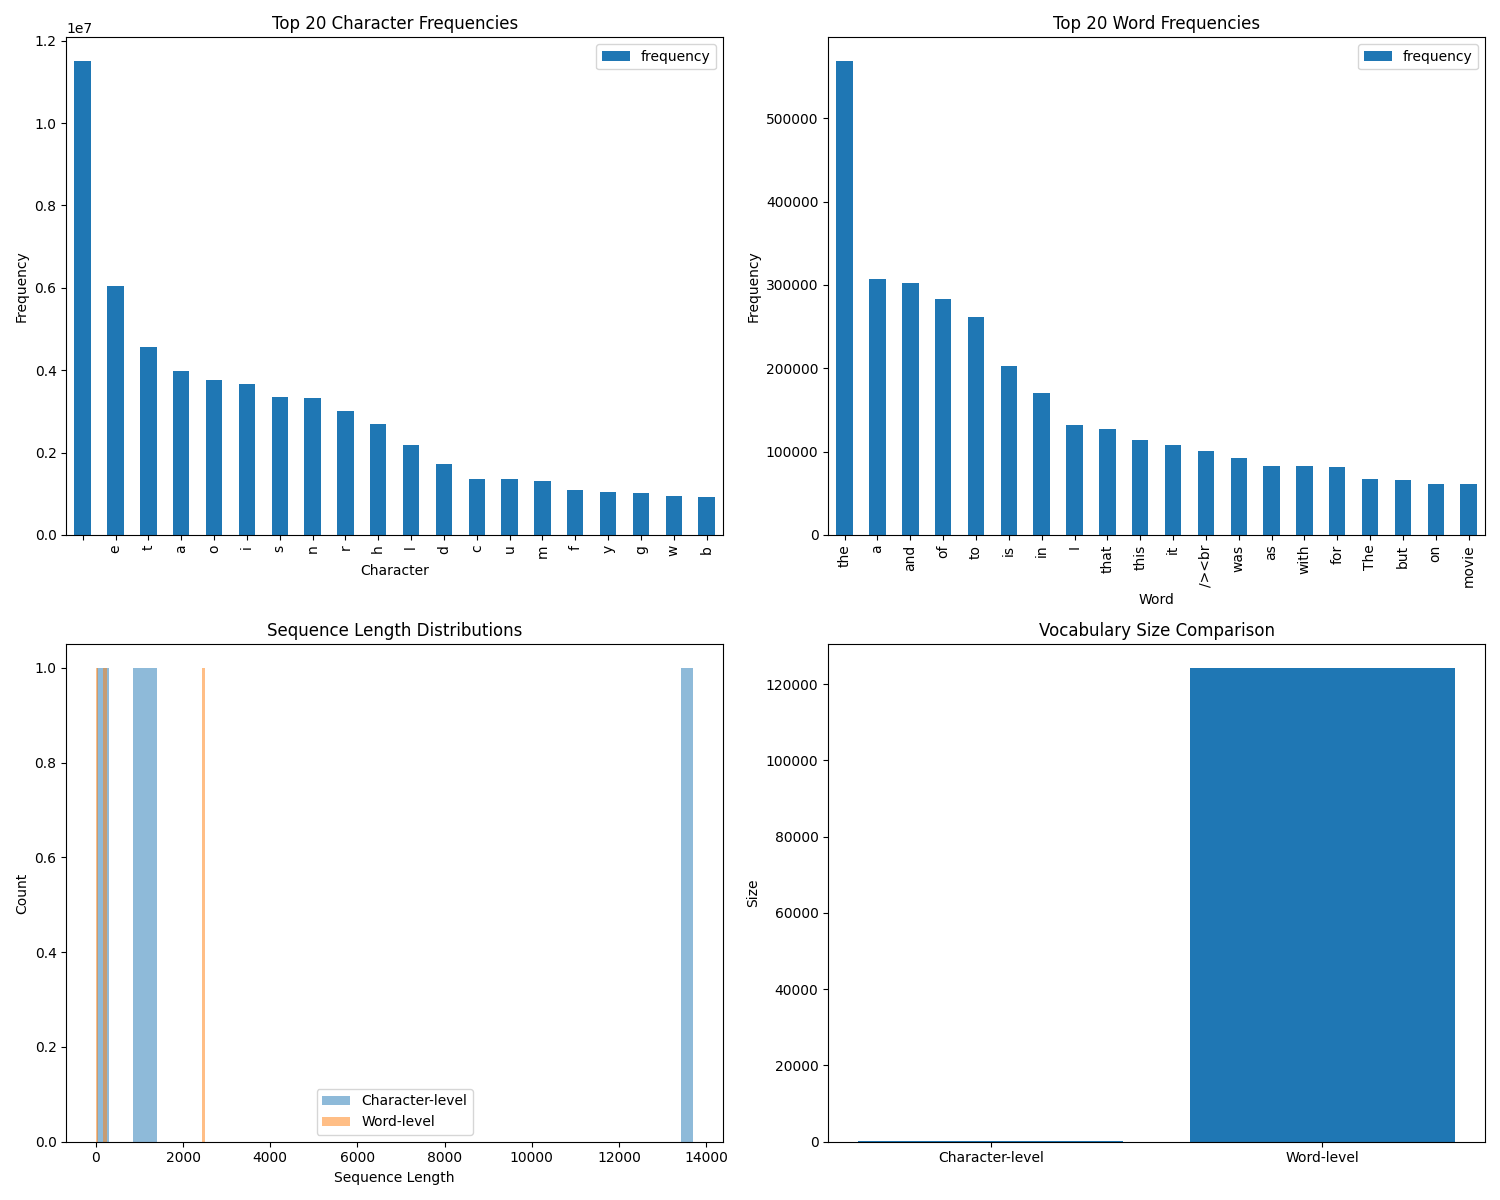 Top 20 Character Frequencies
1e7
1.2
1.0
0.8
0.6
0.4
0.2
0.0
Frequency
frequency
e t a o i s n r h l d c u m f y g w b
Character
Top 20 Word Frequencies
500000
400000
300000
200000
100000
0
Frequency
frequency
the a and of to is in I that this it /><br was as with for The but on movie
Word
Sequence Length Distributions
1.0
0.8
0.6
0.4
0.2
0.0
Count
Character-level
Word-level
0 2000 4000 6000 8000 10000 12000 14000
Sequence Length
Vocabulary Size Comparison
120000
100000
80000
60000
40000
20000
0
Size
Character-level Word-level